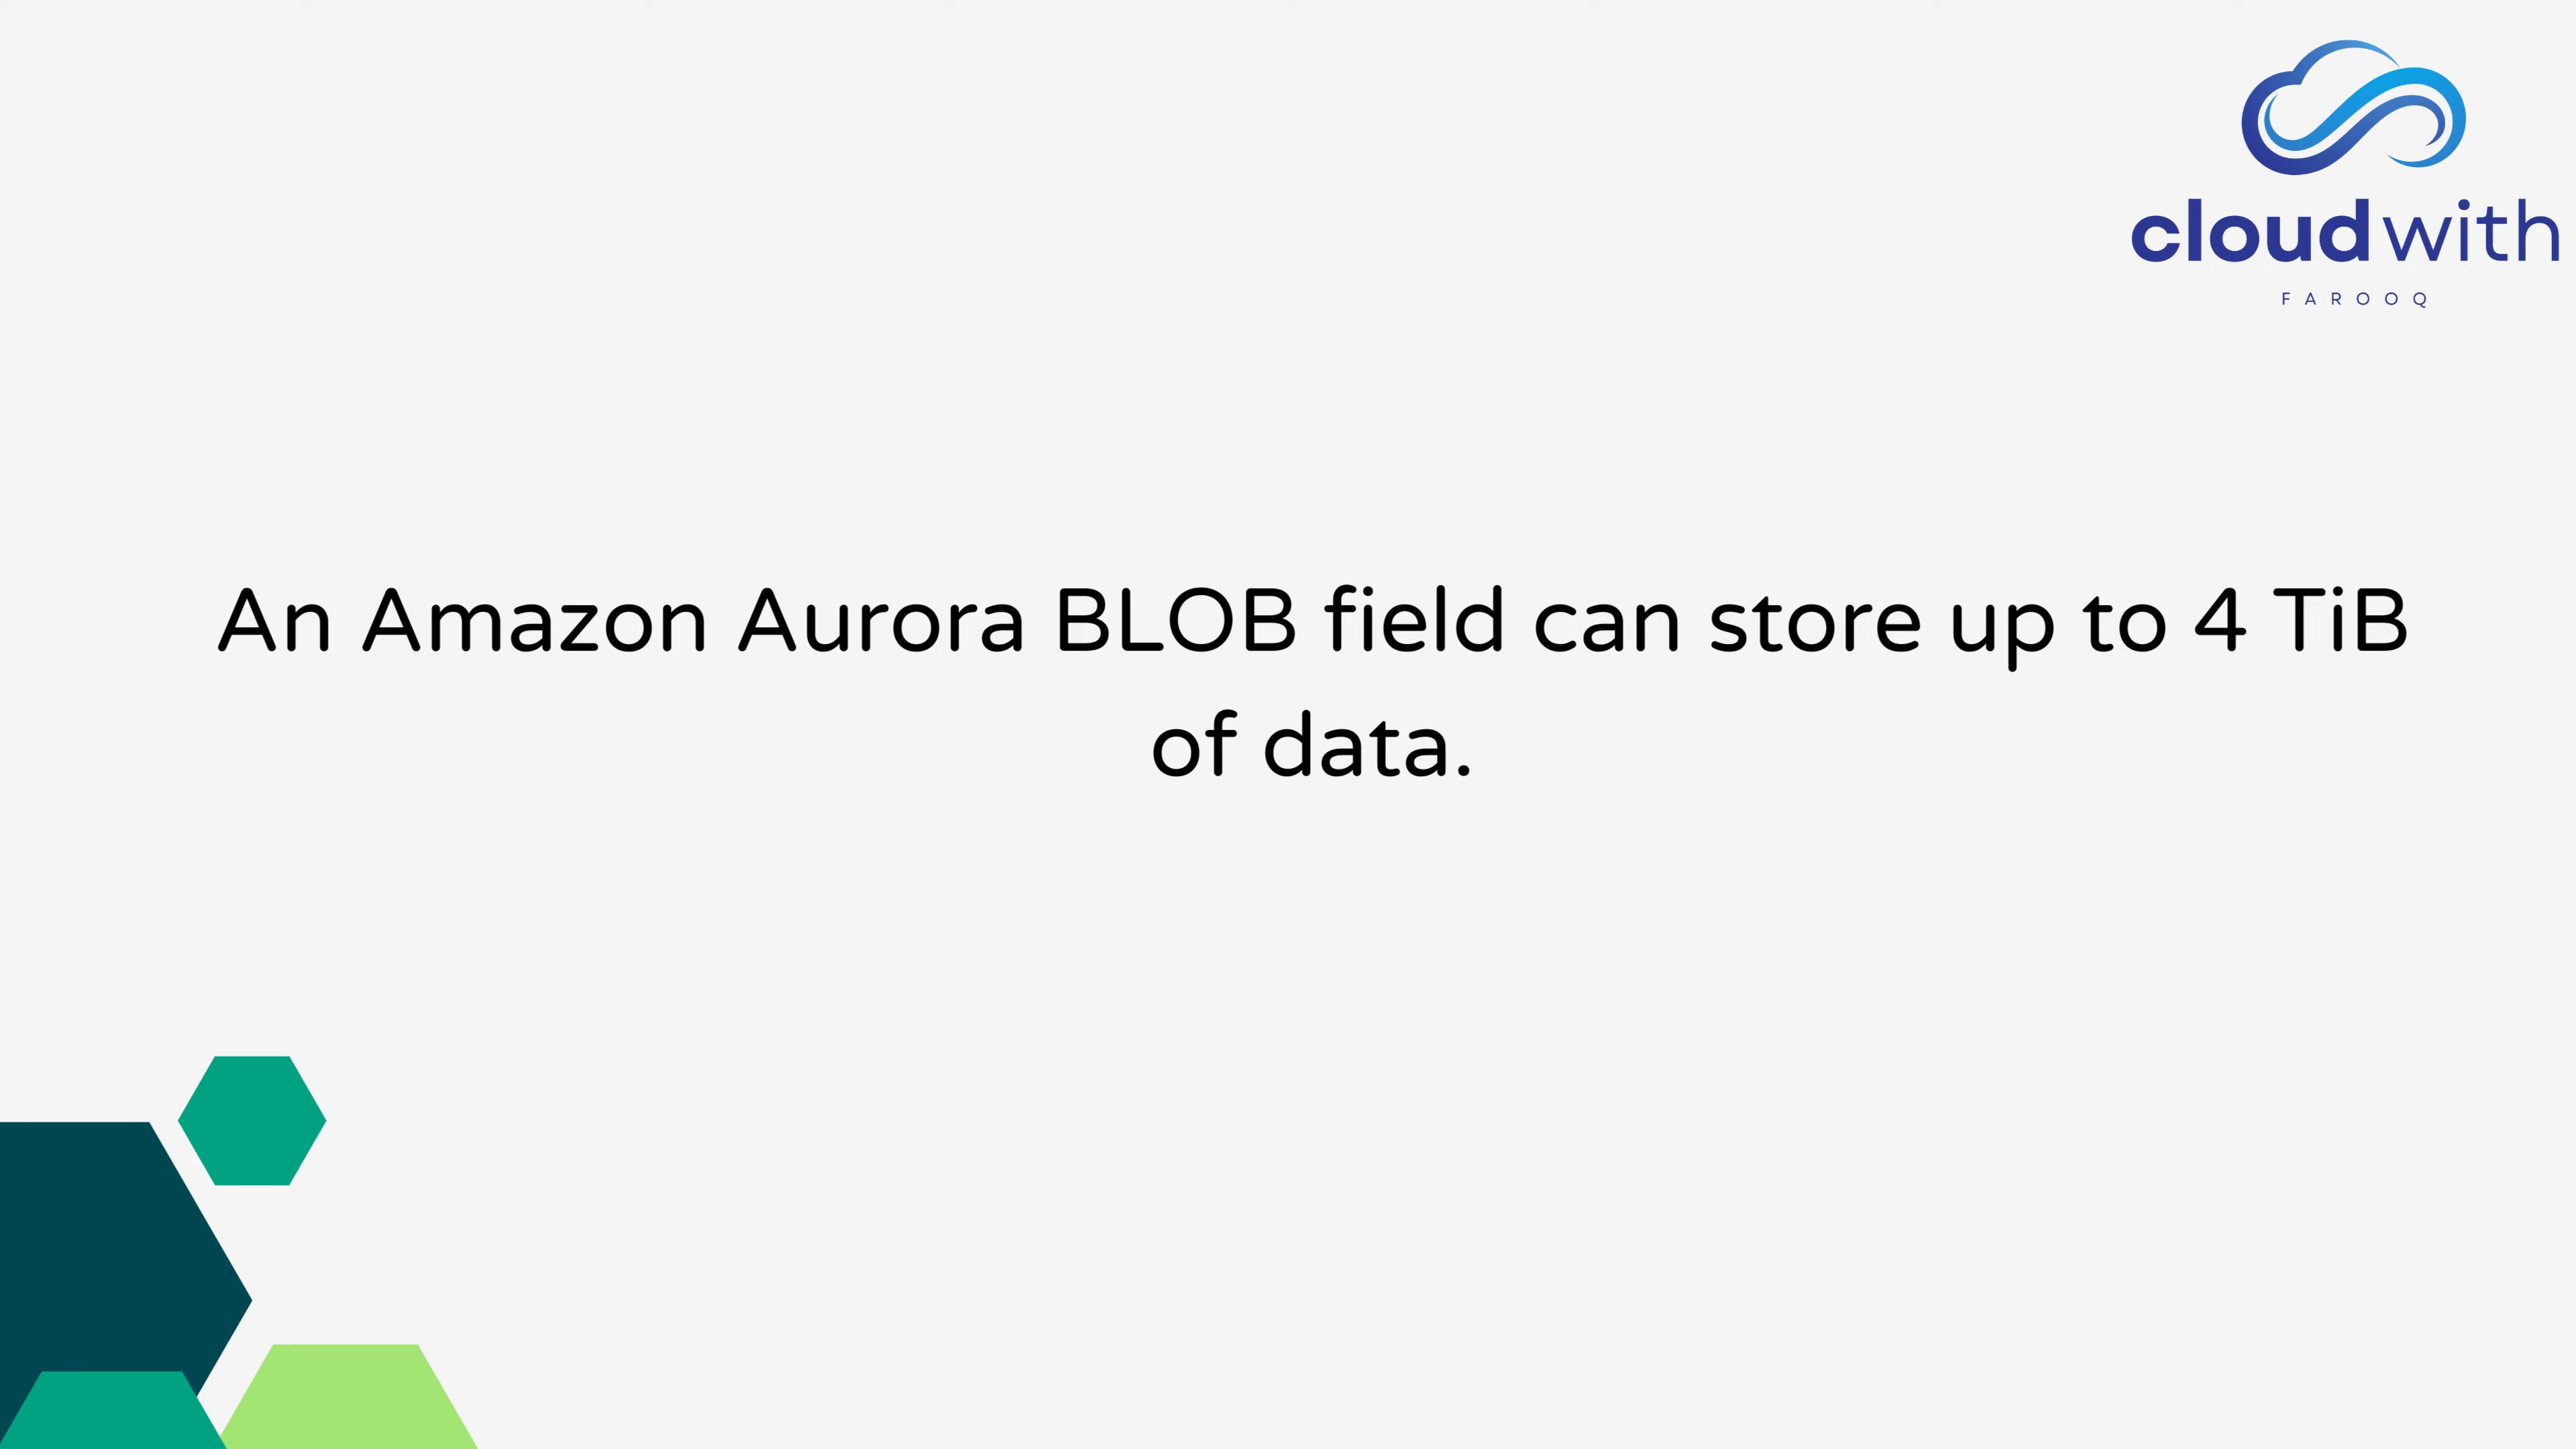 cloudwith
FAROOQ
An Amazon Aurora BLOB field can store up to 4 TiB
of data.